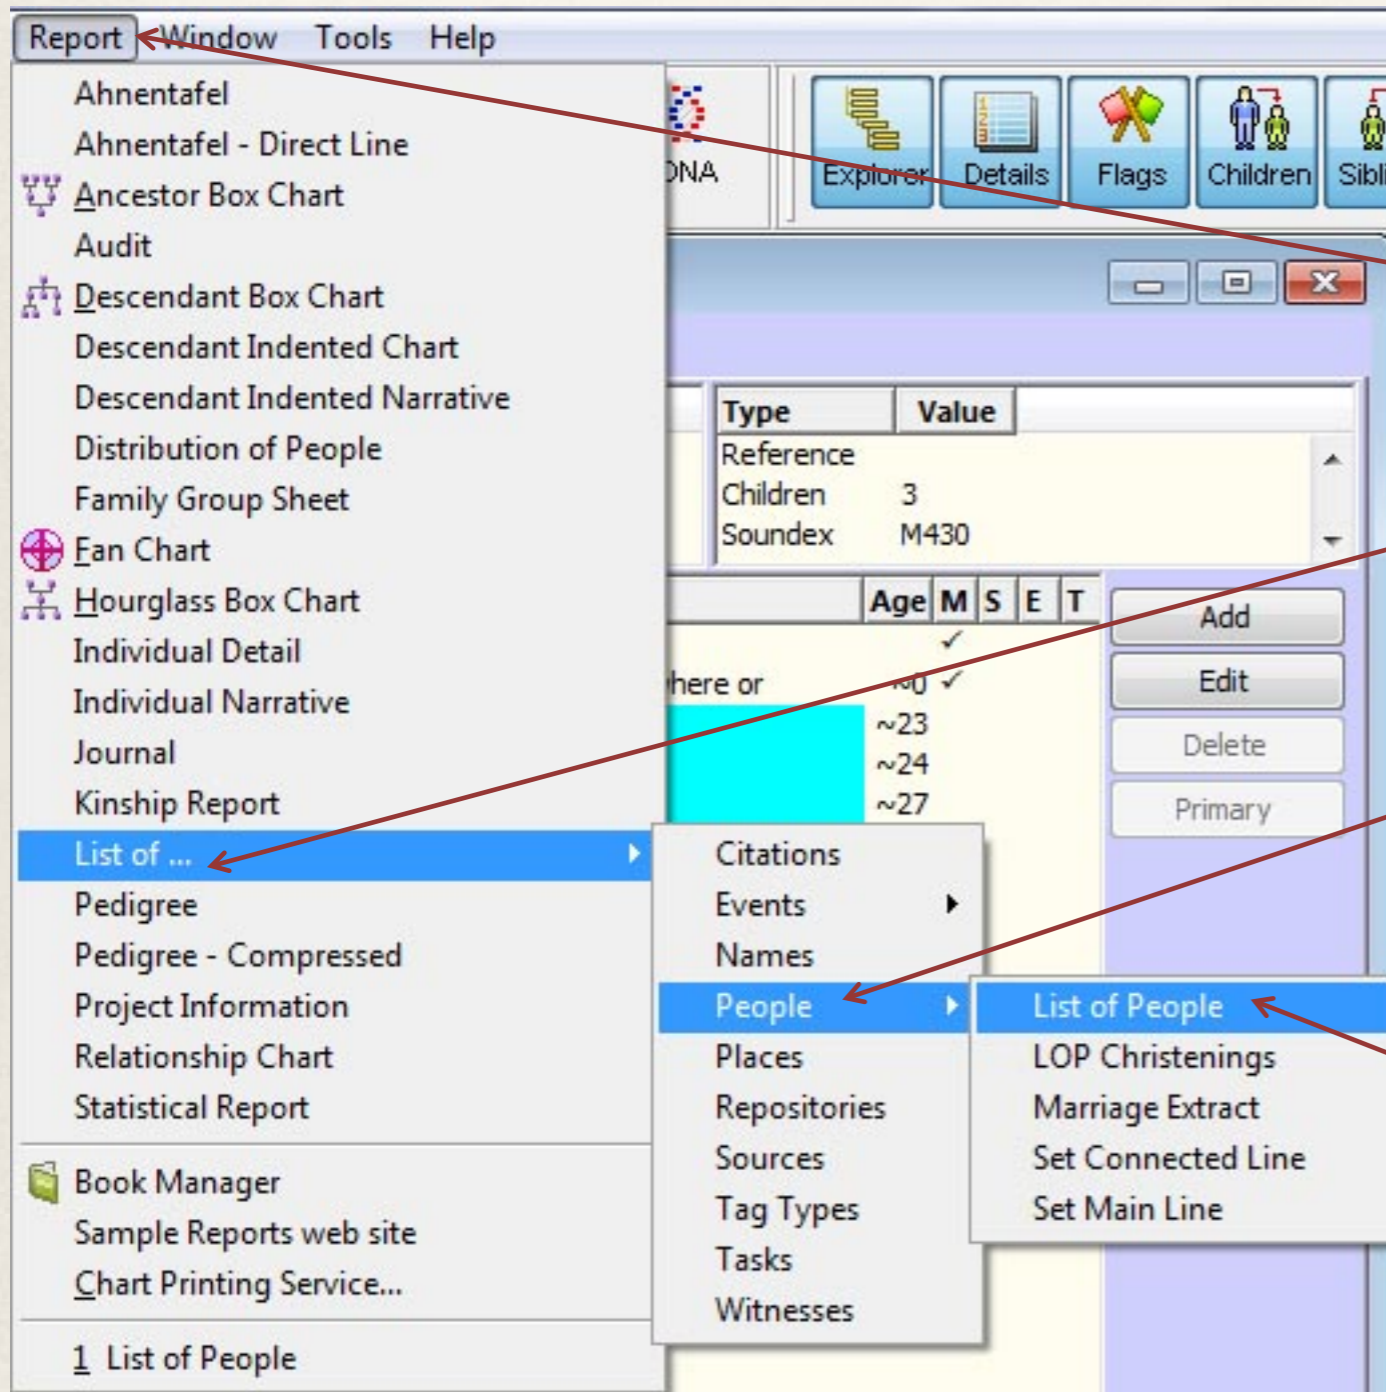 Report Window Tools Help
Ahnentafel
Ahnentafel - Direct Line
Ancestor Box Chart
Audit
Descendant Box Chart
Descendant Indented Chart
Descendant Indented Narrative
Distribution of People
Family Group Sheet
Fan Chart
Hourglass Box Chart
Individual Detail
Individual Narrative
Journal
Kinship Report
List of ...
Pedigree
Pedigree - Compressed
Project Information
Relationship Chart
Statistical Report
Book Manager
Sample Reports web site
Chart Printing Service...
1 List of People
Citations
Events
Names
People
Places
Repositories
Sources
Tag Types
Tasks
Witnesses
List of People
LOP Christenings
Marriage Extract
Set Connected Line
Set Main Line
Explorer Details Flags Children
Type Value
Reference
Children 3
Soundex M430
Age M S E T
or ~0
~23
~24
~27
Add
Edit
Delete
Primary